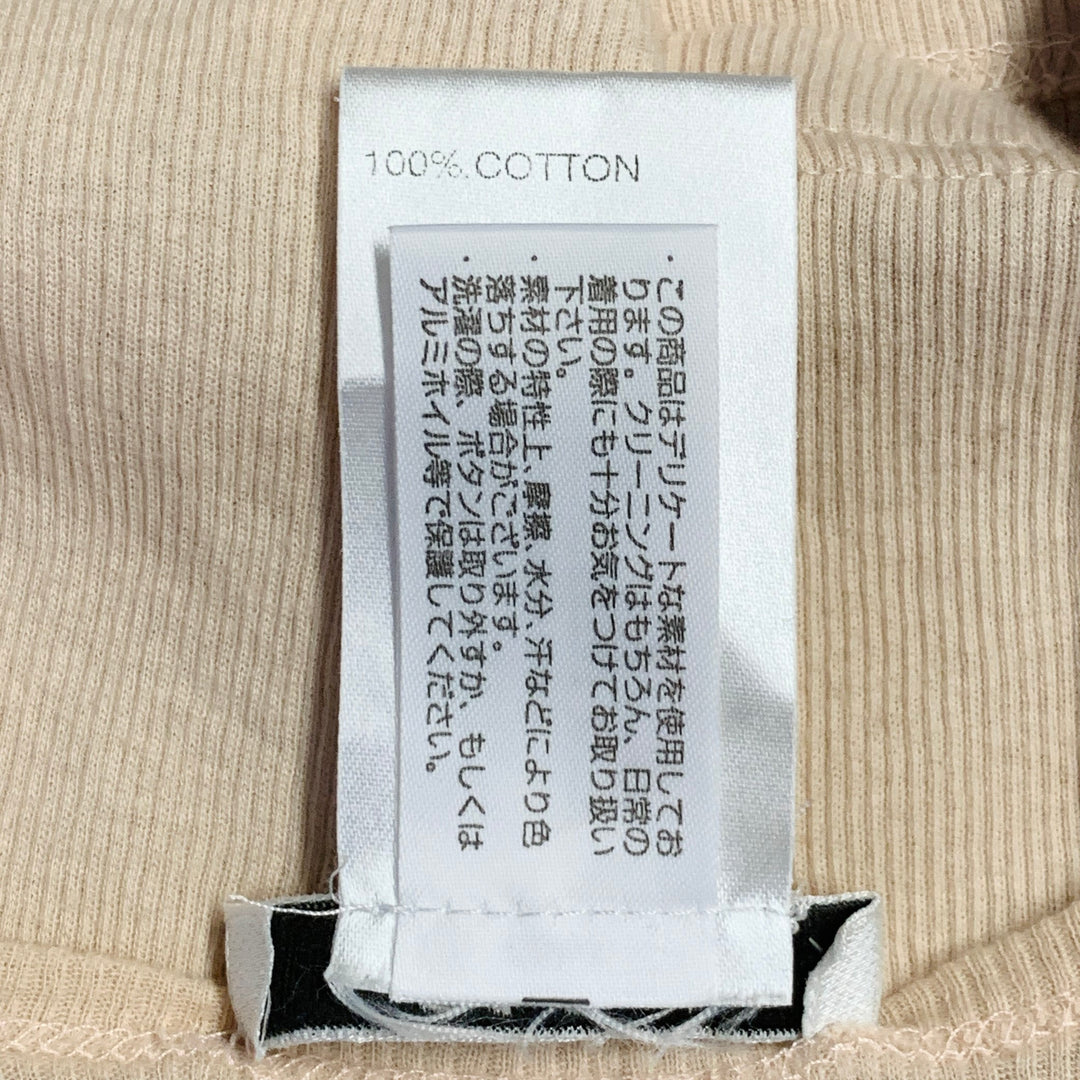 100%.COTTON
・この商品はデリケートな素材を使用してお
ります。クリーニングはもちろん、日常の
着用の際にも十分お気をつけてお取り扱い
下さい。
・素材の特性上、摩擦、水分、汗などにより色
落ちする場合がございます。
・洗濯の際、ボタンは取り外すか、もしくは
アルミホイル等で保護してください。